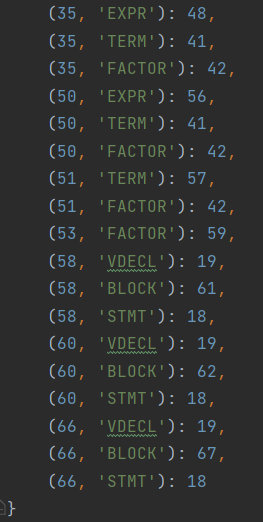 (35, 'EXPR'): 48,
(35, 'TERM'): 41,
(35, 'FACTOR'): 42,
(50, 'EXPR'): 56,
(50, 'TERM'): 41,
(50, 'FACTOR'): 42,
(51, 'TERM'): 57,
(51, 'FACTOR'): 42,
(53, 'FACTOR'): 59,
(58, 'VDECL'): 19,
(58, 'BLOCK'): 61,
(58, 'STMT'): 18,
(60, 'VDECL'): 19,
(60, 'BLOCK'): 62,
(60, 'STMT'): 18,
(66, 'VDECL'): 19,
(66, 'BLOCK'): 67,
(66, 'STMT'): 18
}